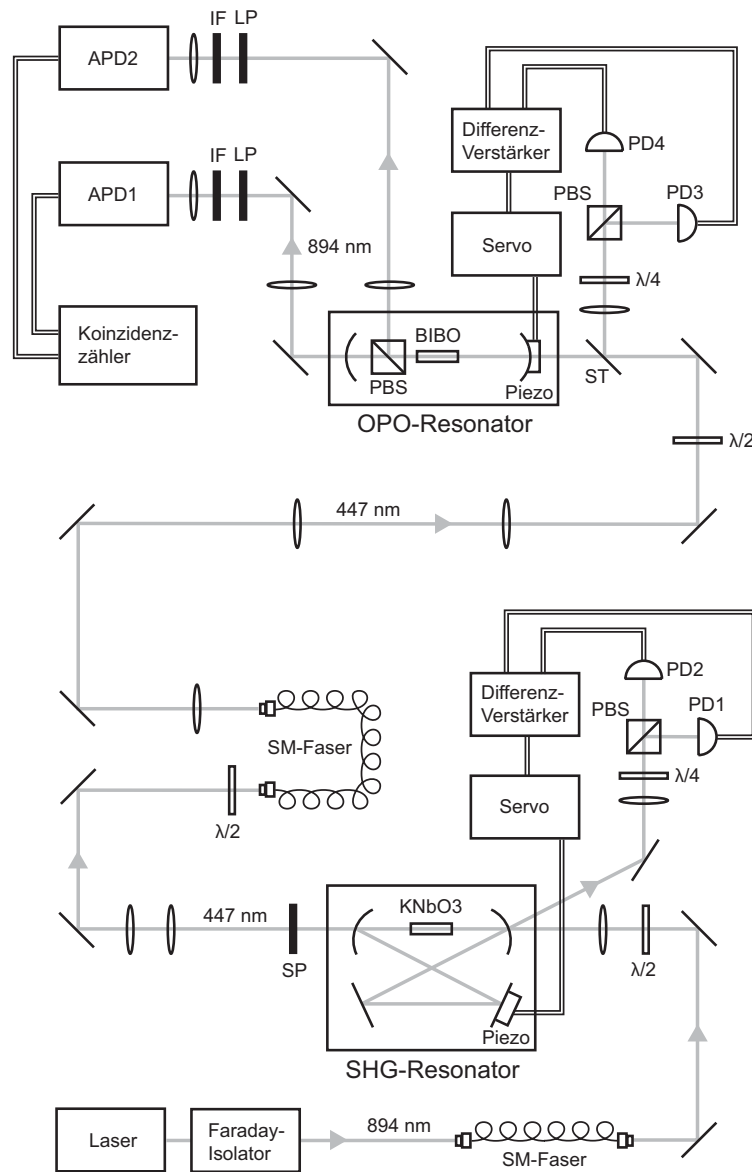 IF LP
APD2
IF LP
APD1
894 nm
Koinzidenz-
zähler
Differenz-
Verstärker
PD4
PBS
PD3
Servo
λ/4
BIBO
PBS
Piezo
ST
OPO-Resonator
λ/2
447 nm
SM-Faser
λ/2
Differenz-
Verstärker
PD2
PBS
PD1
Servo
λ/4
447 nm
SP
KNbO3
λ/2
Piezo
SHG-Resonator
Laser
Faraday-
Isolator
894 nm
SM-Faser